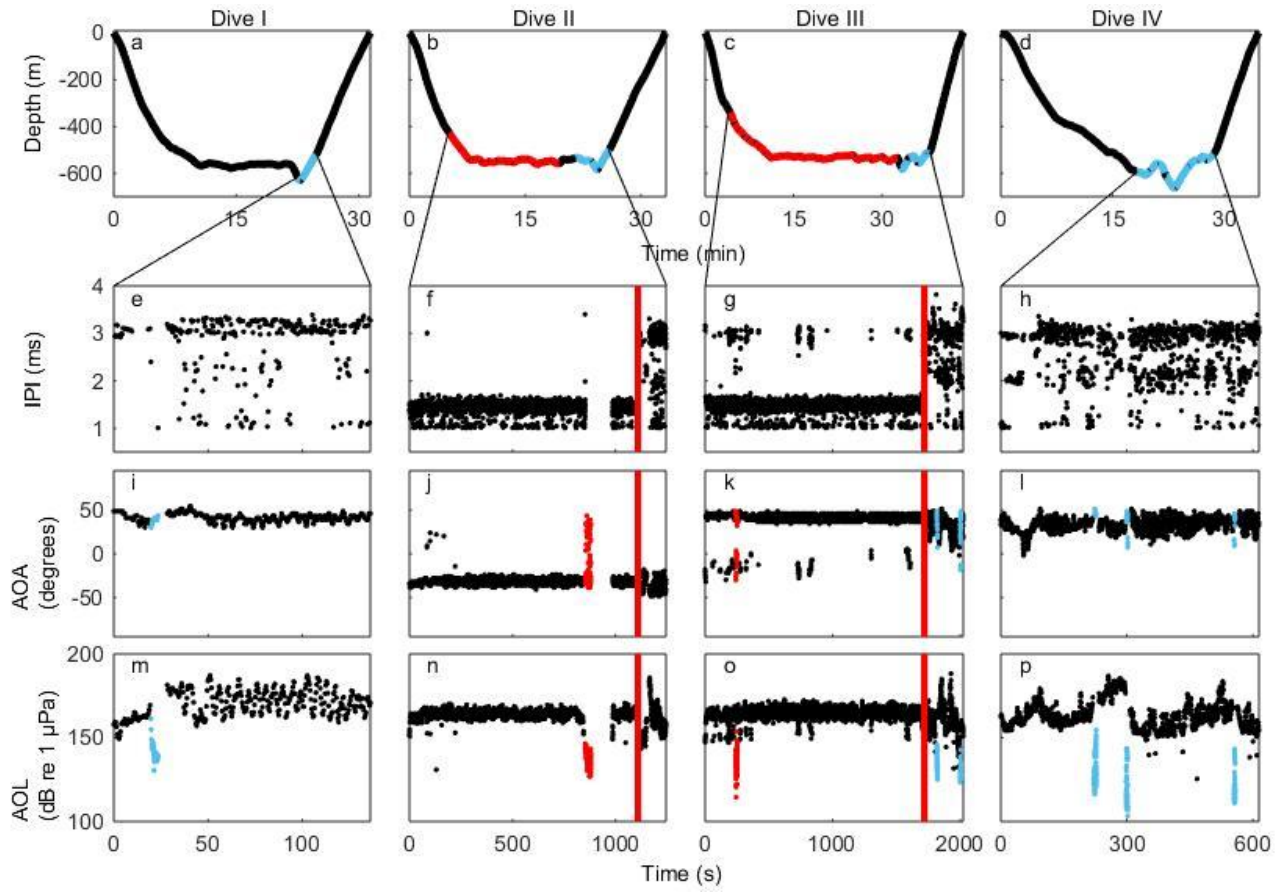 Dive I Dive II Dive III Dive IV
a b c d
Depth (m)
0
-200
-400
-600
0 15 30 0 15 30 0 15 30 0 15 30
Time (min)
e f g h
IPI (ms)
4
3
2
1
i j k l
AOA
(degrees)
50
0
-50
m n o p
AOL
(dB re 1 µPa)
200
150
100
0 50 100 0 500 1000 0 1000 2000 0 300 600
Time (s)